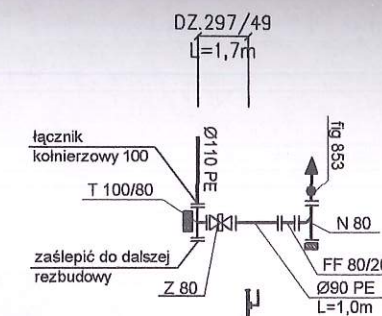 DZ.297/49
L=1,7m
łącznik
kołnierzowy 100
Ø110 PE
fig 853
T 100/80
N 80
zaślepić do dalszej
rezbudowy
FF 80/20
Z 80
Ø90 PE
L=1,0m